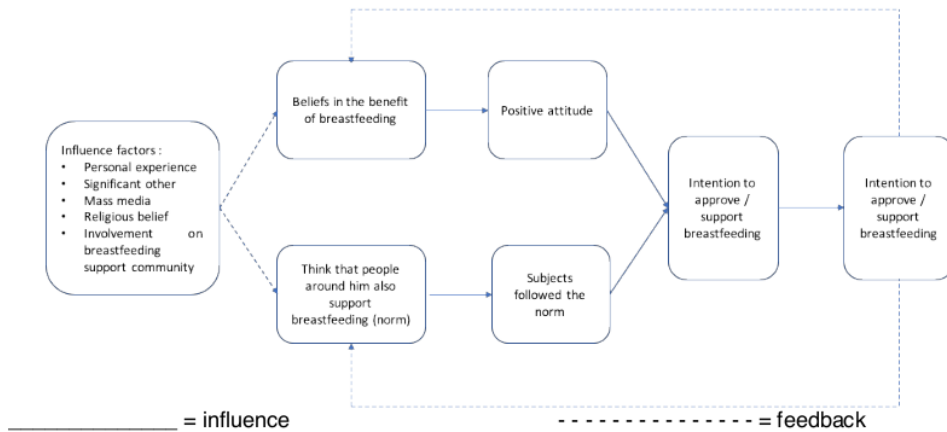 Beliefs in the benefit
of breastfeeding
Positive attitude
Influence factors :
• Personal experience
• Significant other
• Mass media
• Religious belief
• Involvement on
breastfeeding
support community
Intention to
approve /
support
breastfeeding
Intention to
approve /
support
breastfeeding
Think that people
around him also
support
breastfeeding (norm)
Subjects
followed the
norm
_________________ = influence
- - - - - - - - - - - - - - - = feedback